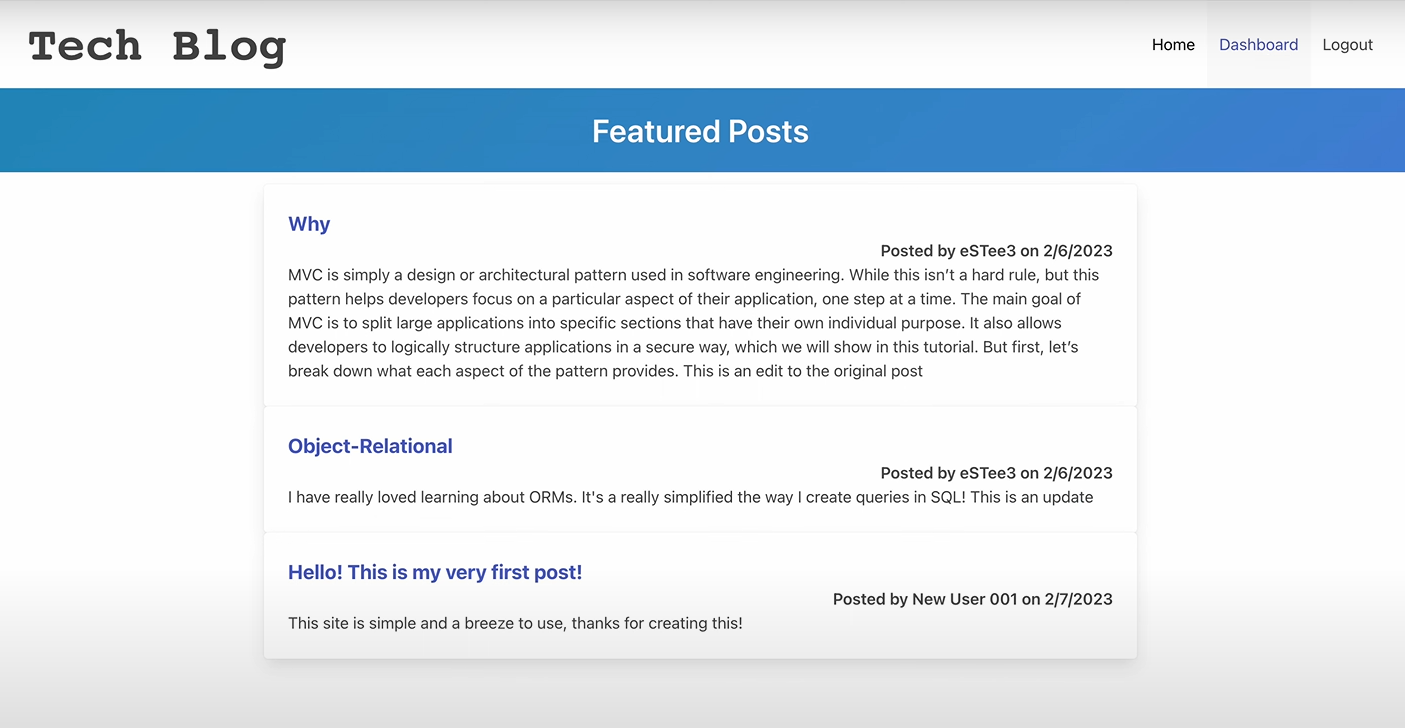 Tech Blog
Home
Dashboard
Logout
Featured Posts
Why
Posted by eSTee3 on 2/6/2023
MVC is simply a design or architectural pattern used in software engineering. While this isn’t a hard rule, but this
pattern helps developers focus on a particular aspect of their application, one step at a time. The main goal of
MVC is to split large applications into specific sections that have their own individual purpose. It also allows
developers to logically structure applications in a secure way, which we will show in this tutorial. But first, let’s
break down what each aspect of the pattern provides. This is an edit to the original post
Object-Relational
Posted by eSTee3 on 2/6/2023
I have really loved learning about ORMs. It's a really simplified the way I create queries in SQL! This is an update
Hello! This is my very first post!
Posted by New User 001 on 2/7/2023
This site is simple and a breeze to use, thanks for creating this!